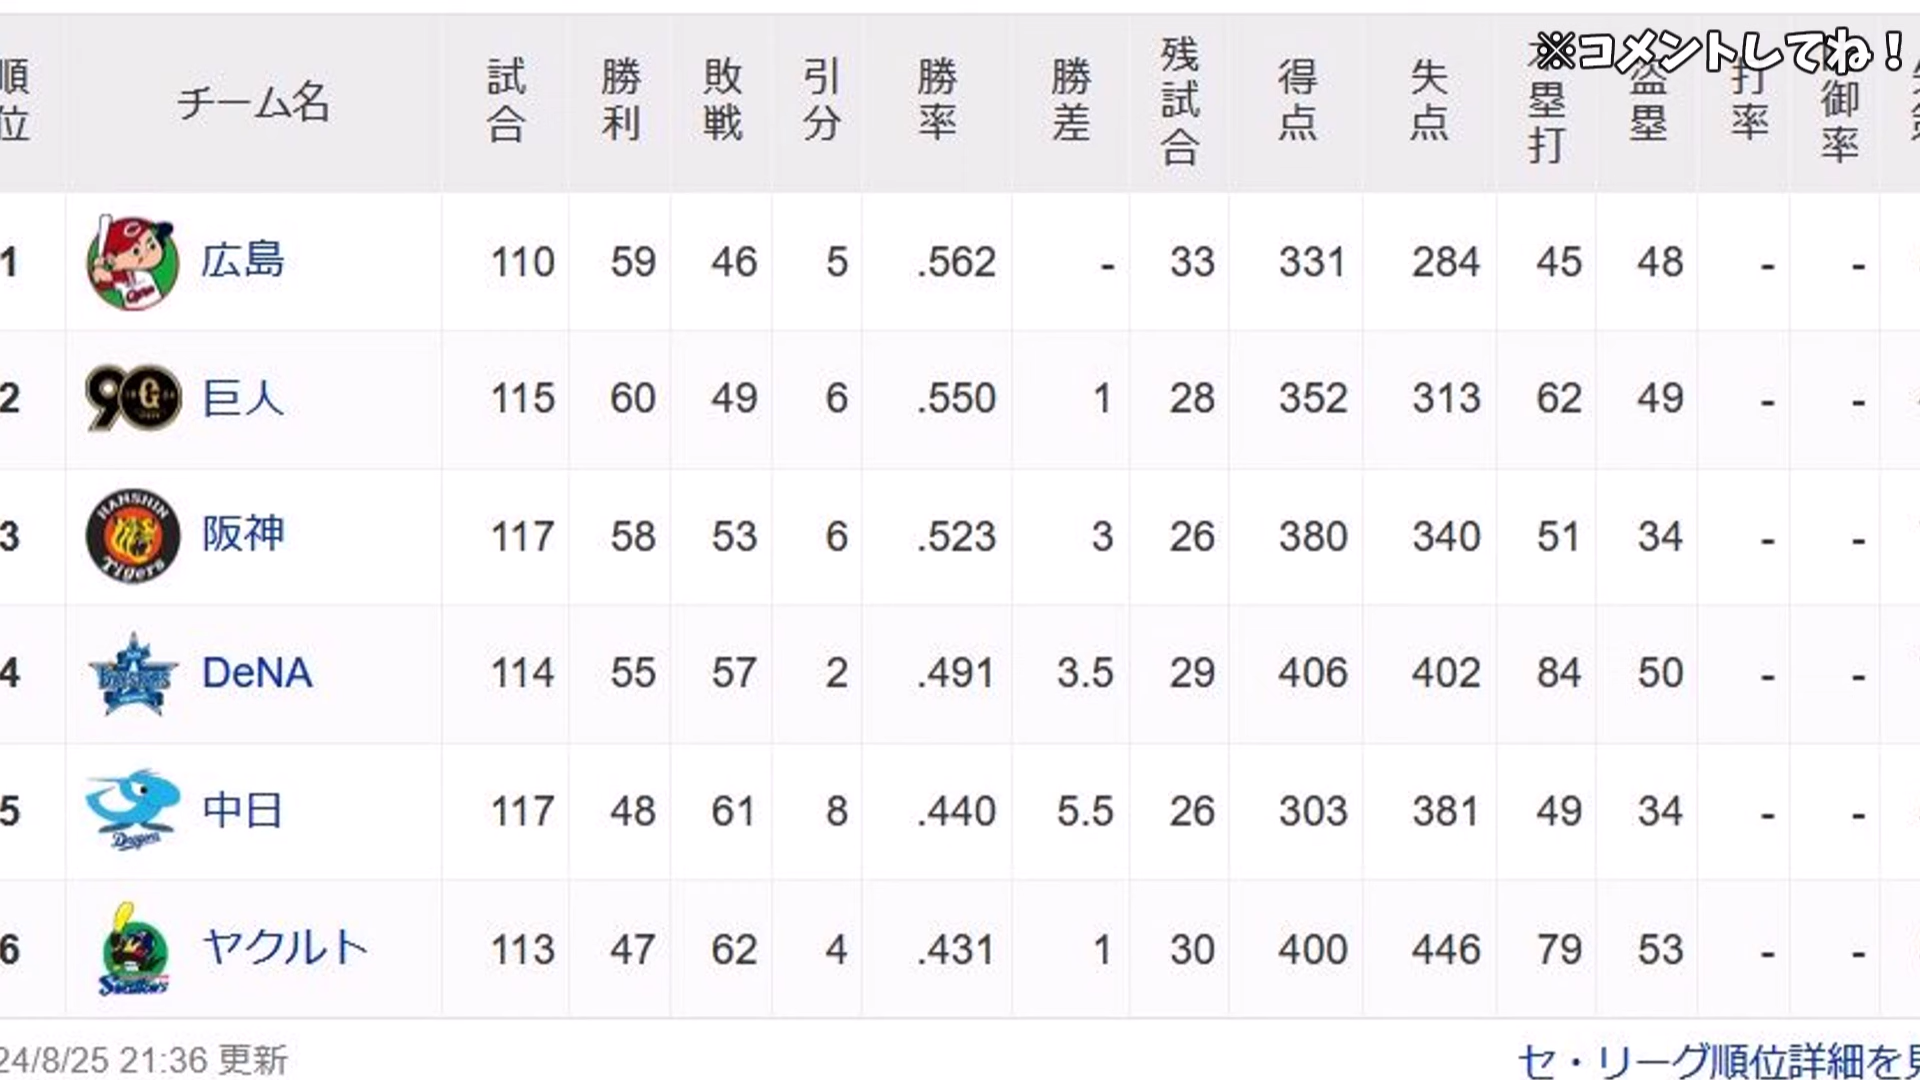 ※コメントしてね！
順位 チーム名 試合 勝利 敗戦 引分 勝率 勝差 残試合 得点 失点 本塁打 盗塁 打率 御率
1 広島 110 59 46 5 .562 - 33 331 284 45 48 - -
2 巨人 115 60 49 6 .550 1 28 352 313 62 49 - -
3 阪神 117 58 53 6 .523 3 26 380 340 51 34 - -
4 DeNA 114 55 57 2 .491 3.5 29 406 402 84 50 - -
5 中日 117 48 61 8 .440 5.5 26 303 381 49 34 - -
6 ヤクルト 113 47 62 4 .431 1 30 400 446 79 53 - -
24/8/25 21:36 更新
セ・リーグ順位詳細を見